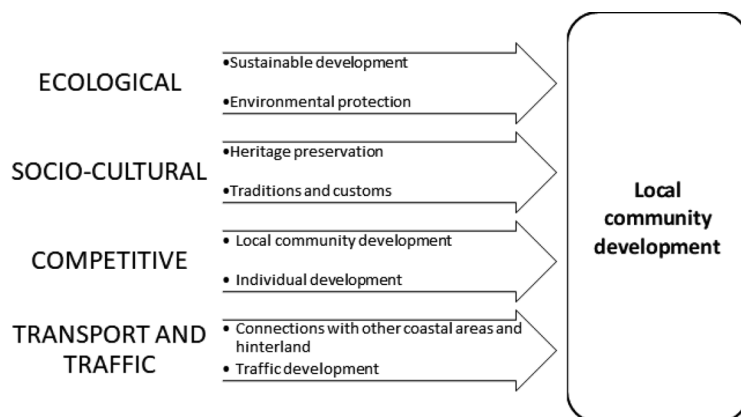 ECOLOGICAL
•Sustainable development
•Environmental protection
SOCIO-CULTURAL
•Heritage preservation
•Traditions and customs
COMPETITIVE
• Local community development
• Individual development
TRANSPORT AND
TRAFFIC
• Connections with other coastal areas and
hinterland
• Traffic development
Local
community
development